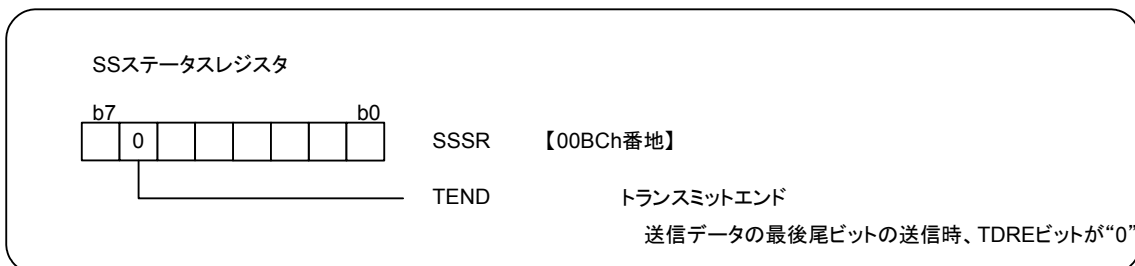 SSステータスレジスタ
b7 b0
0 SSSR 【00BCh番地】
TEND トランスミットエンド
送信データの最後尾ビットの送信時、TDREビットが“0”